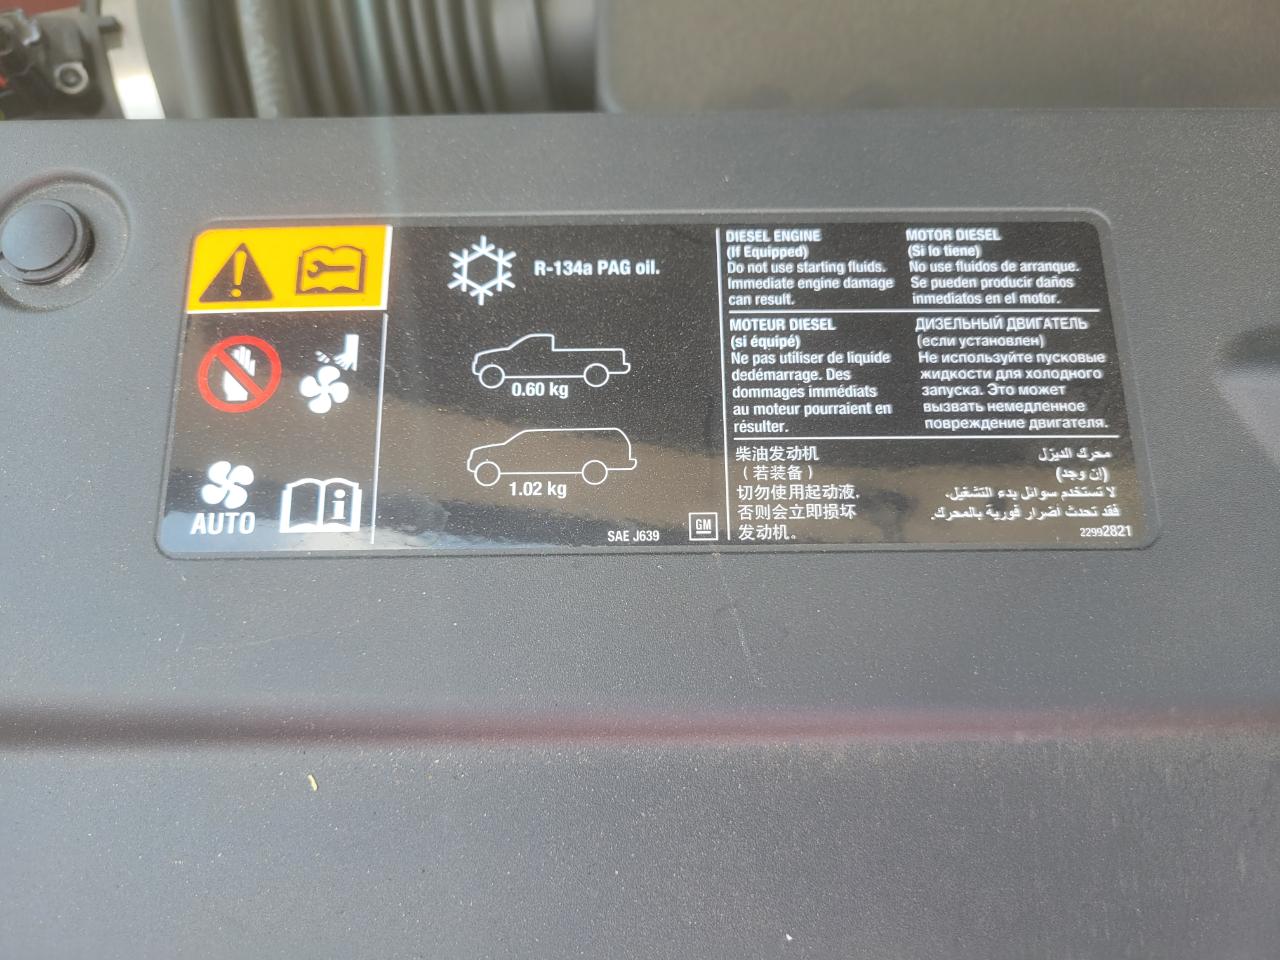 R-134a PAG oil.
0.60 kg
1.02 kg
AUTO
SAE J639
GM
DIESEL ENGINE
(If Equipped)
Do not use starting fluids.
Immediate engine damage
can result.
MOTOR DIESEL
(Si lo tiene)
No use fluidos de arranque.
Se pueden producir daños
inmediatos en el motor.
MOTEUR DIESEL
(si équipé)
Ne pas utiliser de liquide
dedémarrage. Des
dommages immédiats
au moteur pourraient en
résulter.
ДИЗЕЛЬНЫЙ ДВИГАТЕЛЬ
(если установлен)
Не используйте пусковые
жидкости для холодного
запуска. Это может
вызвать немедленное
повреждение двигателя.
柴油发动机
（若装备）
切勿使用起动液.
否则会立即损坏
发动机。
محرك الديزل
(إن وجد)
لا تستخدم سوائل بدء التشغيل.
فقد تحدث أضرار فورية بالمحرك.
22992821